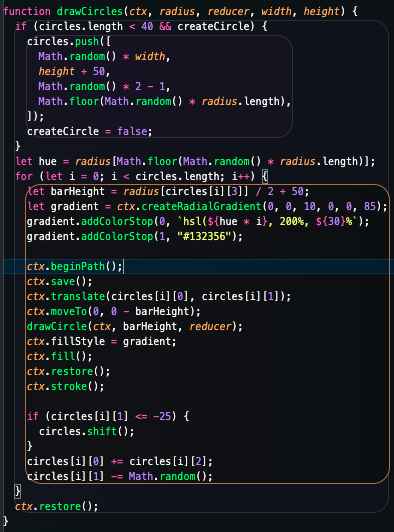 function drawCircles(ctx, radius, reducer, width, height) {
  if (circles.length < 40 && createCircle) {
    circles.push([
      Math.random() * width,
      height + 50,
      Math.random() * 2 - 1,
      Math.floor(Math.random() * radius.length),
    ]);
    createCircle = false;
  }
  let hue = radius[Math.floor(Math.random() * radius.length)];
  for (let i = 0; i < circles.length; i++) {
    let barHeight = radius[circles[i][3]] / 2 + 50;
    let gradient = ctx.createRadialGradient(0, 0, 10, 0, 0, 85);
    gradient.addColorStop(0, `hsl(${hue * i}, 200%, ${30}%`);
    gradient.addColorStop(1, "#132356");

    ctx.beginPath();
    ctx.save();
    ctx.translate(circles[i][0], circles[i][1]);
    ctx.moveTo(0, 0 - barHeight);
    drawCircle(ctx, barHeight, reducer);
    ctx.fillStyle = gradient;
    ctx.fill();
    ctx.restore();
    ctx.stroke();

    if (circles[i][1] <= -25) {
      circles.shift();
    }
    circles[i][0] += circles[i][2];
    circles[i][1] -= Math.random();
  }
  ctx.restore();
}